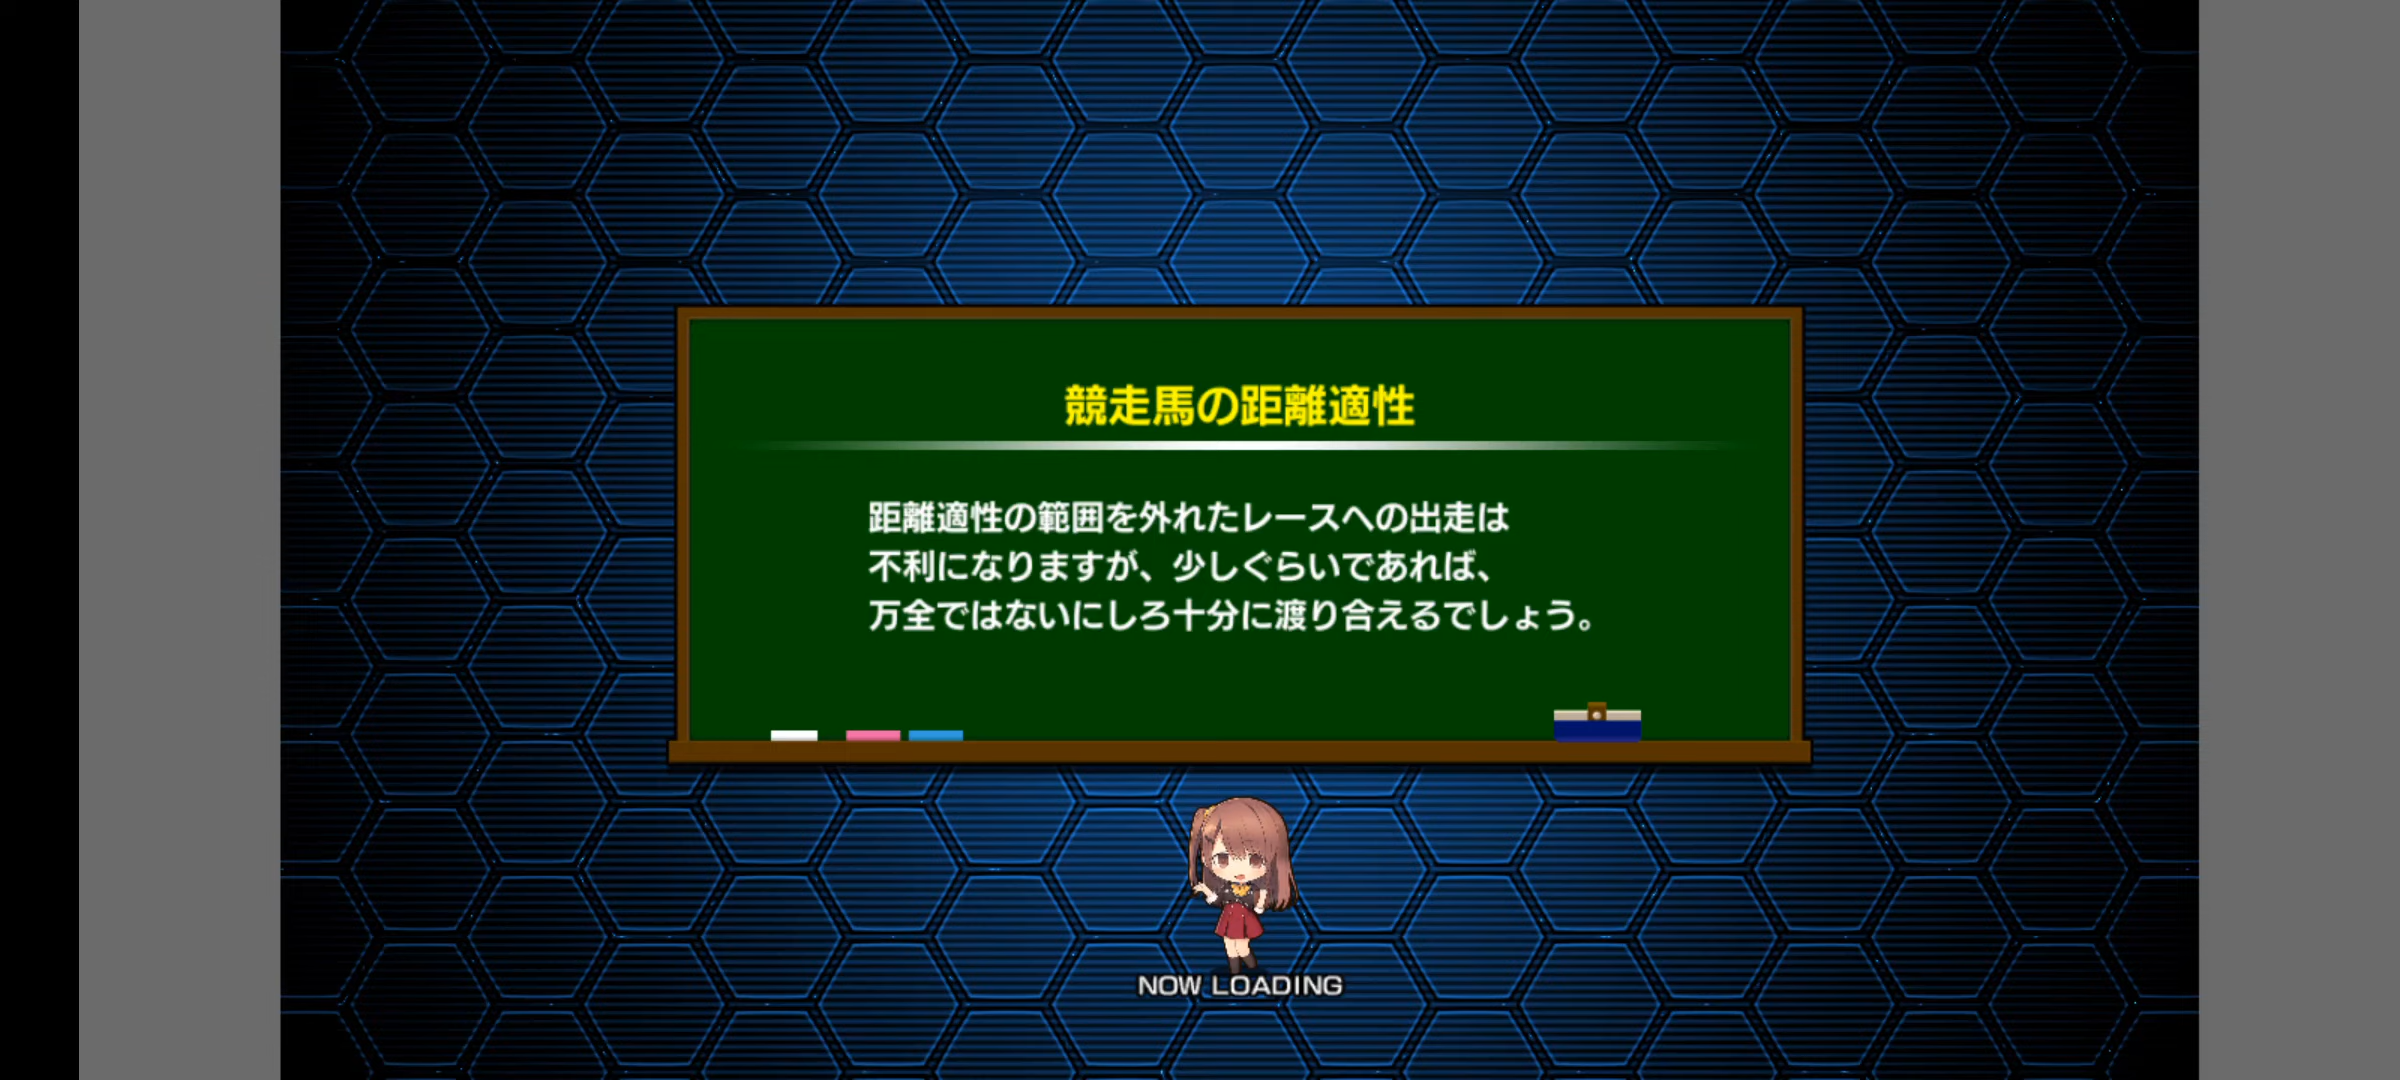 競走馬の距離適性
距離適性の範囲を外れたレースへの出走は
不利になりますが、少しぐらいであれば、
万全ではないにしろ十分に渡り合えるでしょう。
NOW LOADING